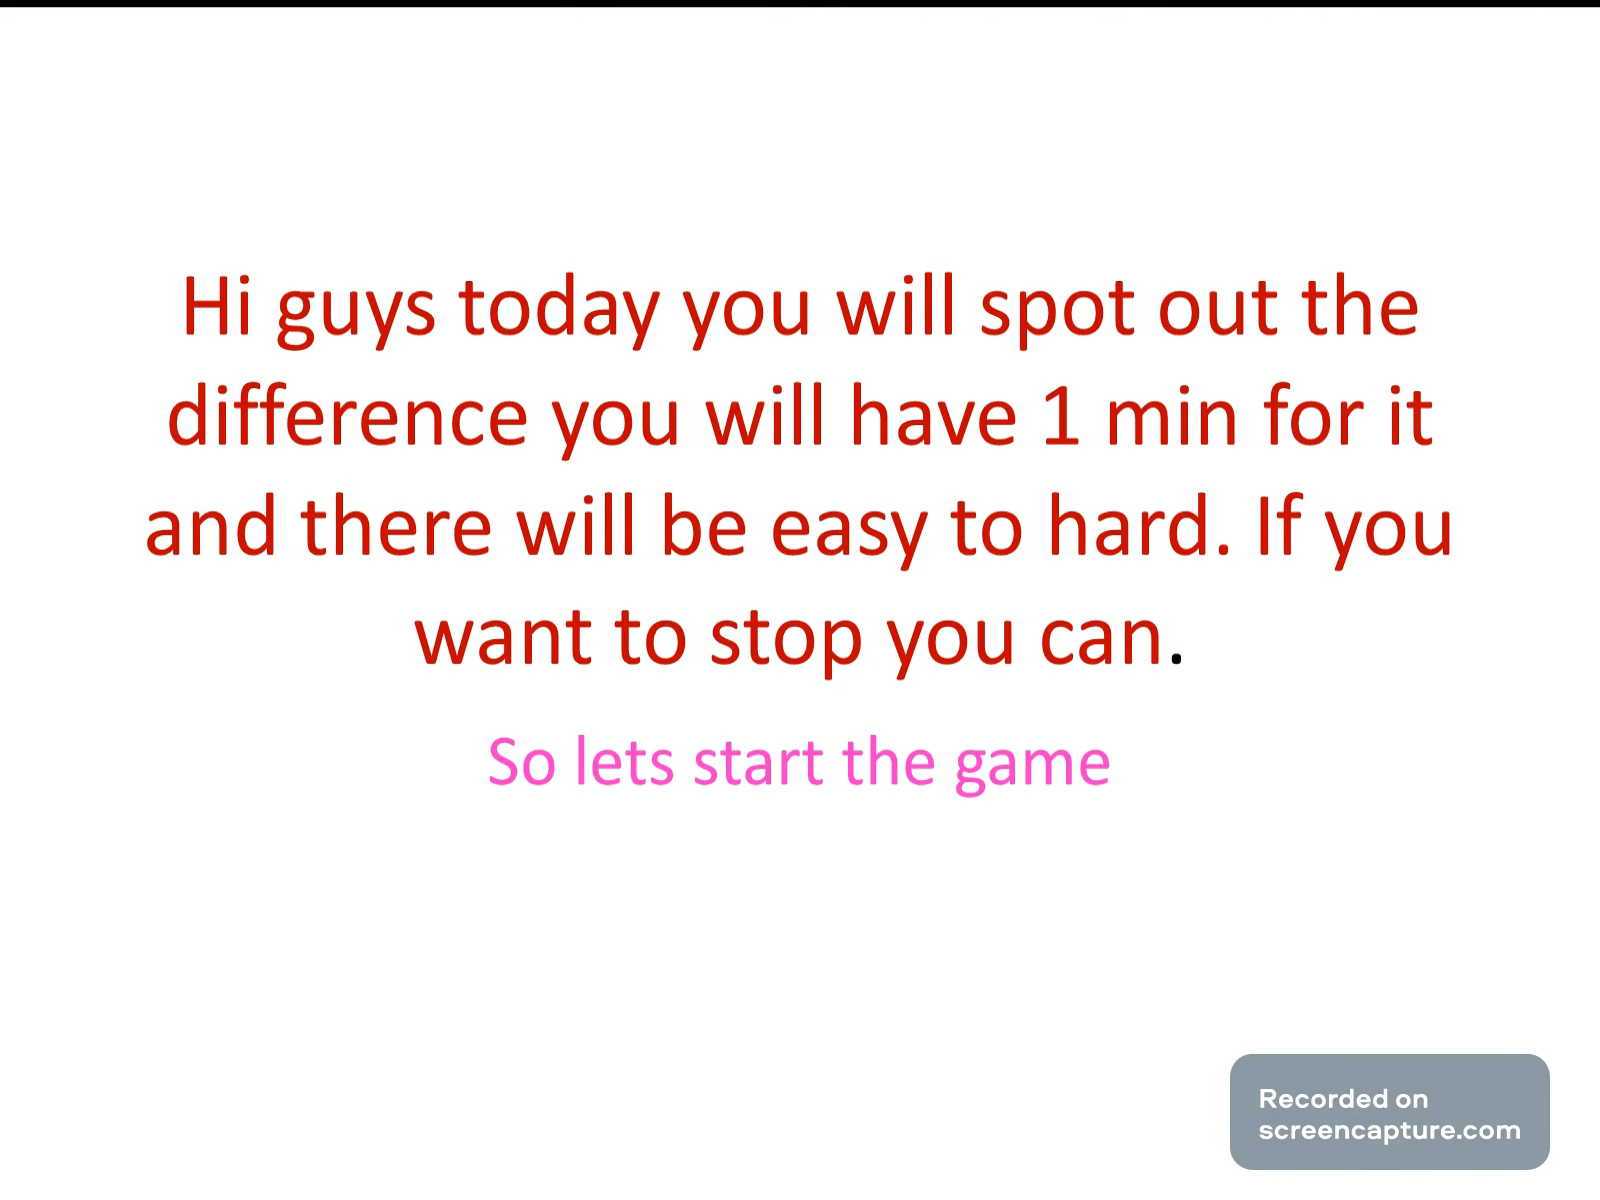 Hi guys today you will spot out the
difference you will have 1 min for it
and there will be easy to hard. If you
want to stop you can.
So lets start the game
Recorded on
screencapture.com